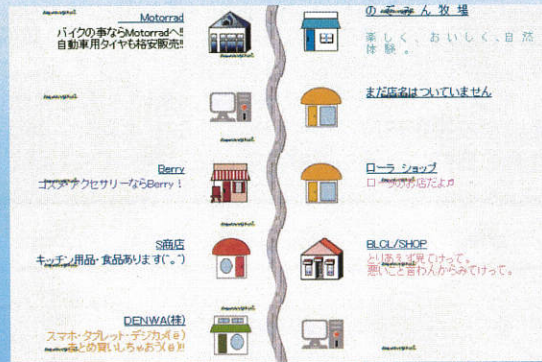 Motorrad
バイクの事ならMotorradへ!!
自動車用タイヤも格安販売!!
Berry
コスメ・アクセサリーならBerry！
S商店
キッチン用品・食品あります(^。^)
DENWA(株)
スマホ・タブレット・デジカメ(ё)
まとめ買いしちゃおう(ё)!!
のぞみん牧場
楽しく、おいしく、自然
体験。
まだ店名はついていません
ローラ ショップ
ローラのお店だよ♬
BLCL/SHOP
とりあえず見てけって。
悪いこと言わんからみてけって。